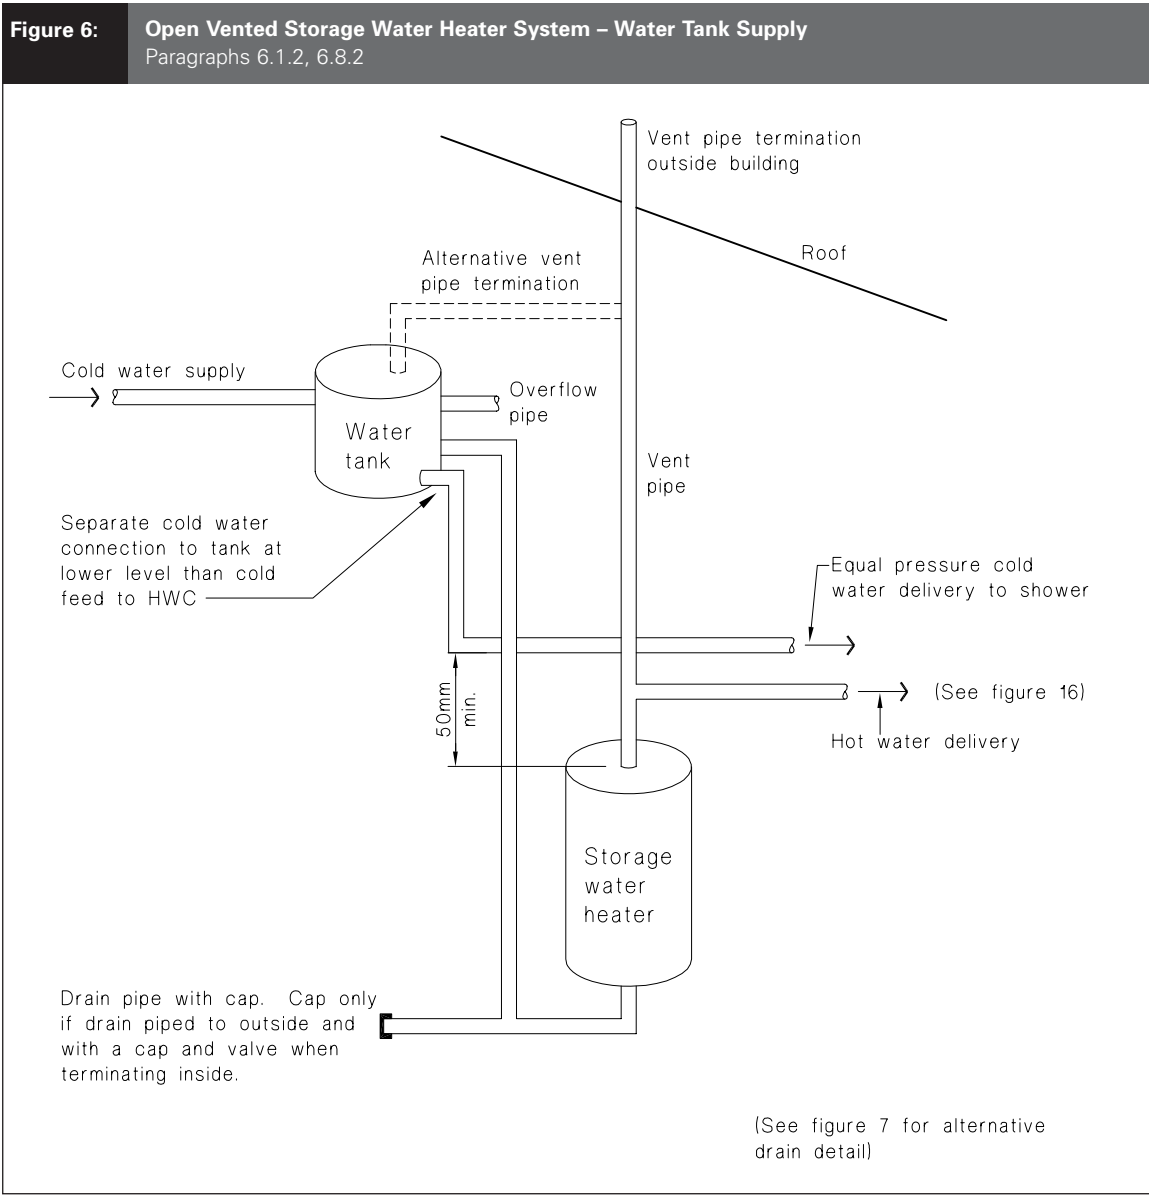 Figure 6:
Open Vented Storage Water Heater System – Water Tank Supply
Paragraphs 6.1.2, 6.8.2
Vent pipe termination
outside building
Roof
Alternative vent
pipe termination
Cold water supply
Overflow
pipe
Water
tank
Vent
pipe
Separate cold water
connection to tank at
lower level than cold
feed to HWC
Equal pressure cold
water delivery to shower
50mm
min.
(See figure 16)
Hot water delivery
Storage
water
heater
Drain pipe with cap. Cap only
if drain piped to outside and
with a cap and valve when
terminating inside.
(See figure 7 for alternative
drain detail)